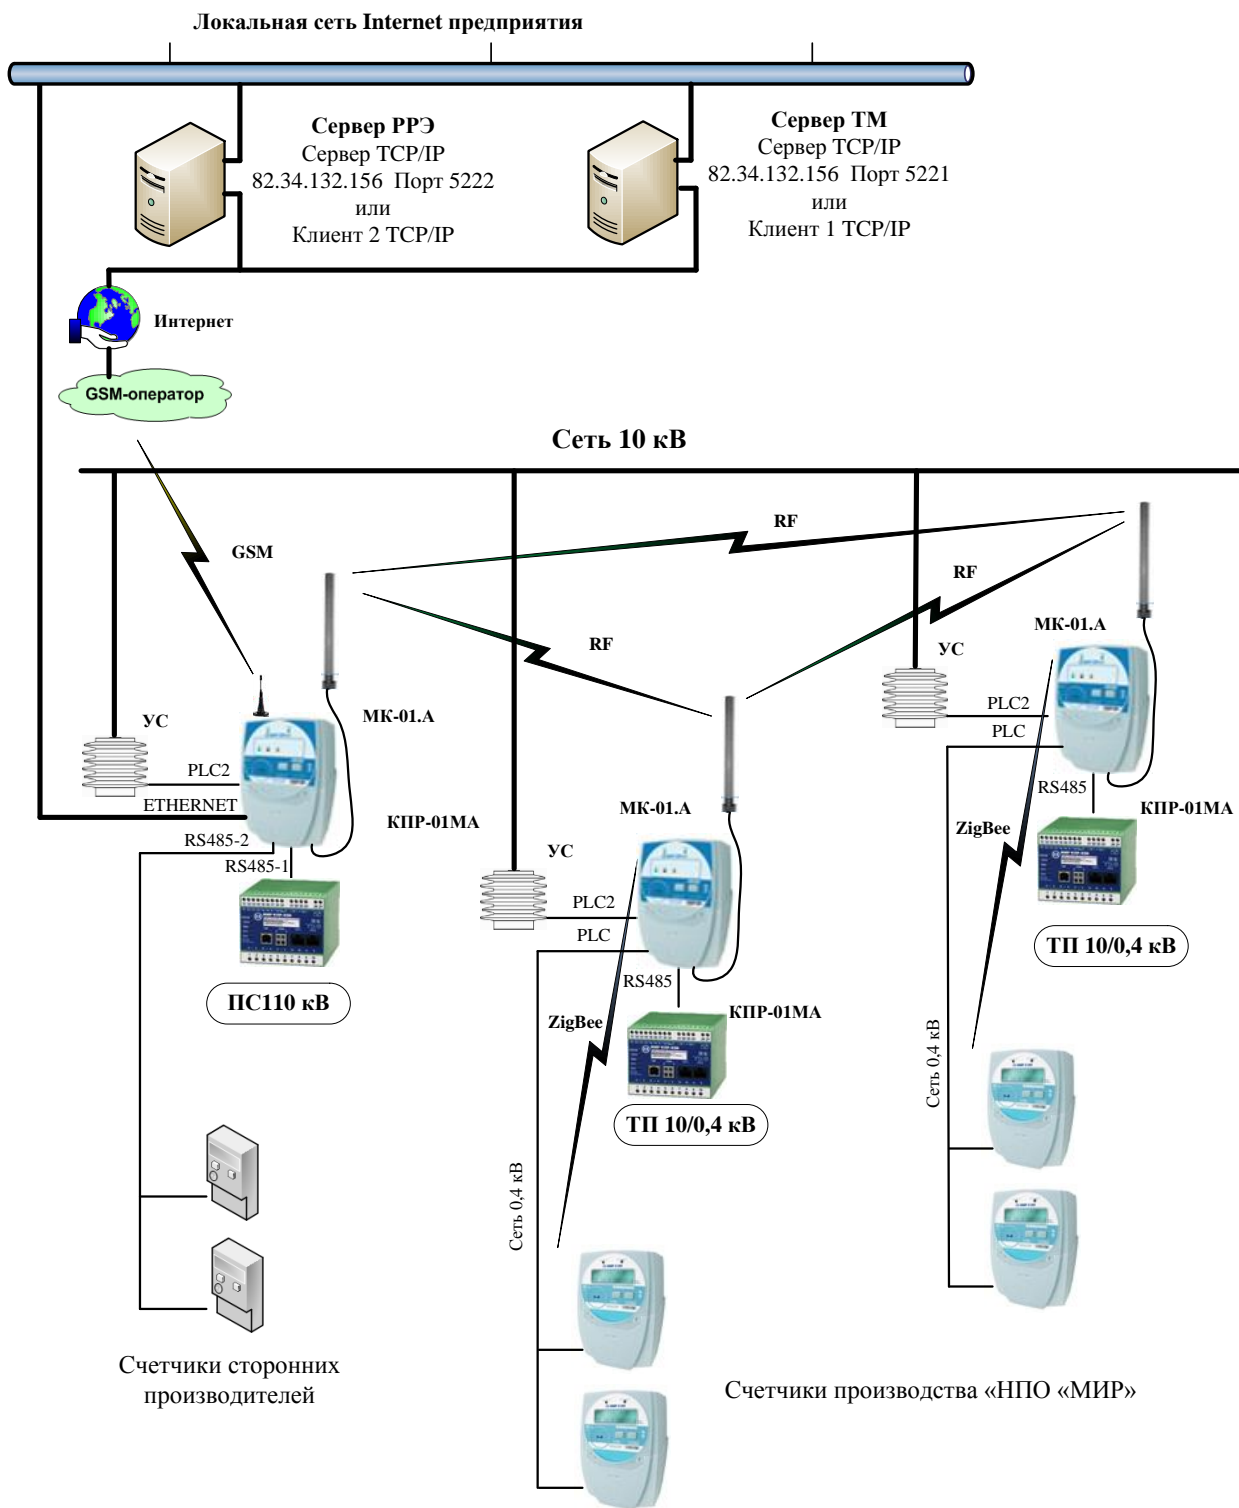 Локальная сеть Internet предприятия
Сервер РРЭ
Сервер TCP/IP
82.34.132.156 Порт 5222
или
Клиент 2 TCP/IP
Сервер ТМ
Сервер TCP/IP
82.34.132.156 Порт 5221
или
Клиент 1 TCP/IP
Интернет
GSM-оператор
Сеть 10 кВ
GSM
RF
RF
RF
УС
МК-01.А
PLC2
ETHERNET
RS485-2
RS485-1
КПР-01МА
ПС110 кВ
УС
МК-01.А
PLC2
PLC
RS485
ZigBee
КПР-01МА
ТП 10/0,4 кВ
Сеть 0,4 кВ
УС
МК-01.А
PLC2
PLC
RS485
ZigBee
КПР-01МА
ТП 10/0,4 кВ
Сеть 0,4 кВ
Счетчики сторонних
производителей
Счетчики производства «НПО «МИР»